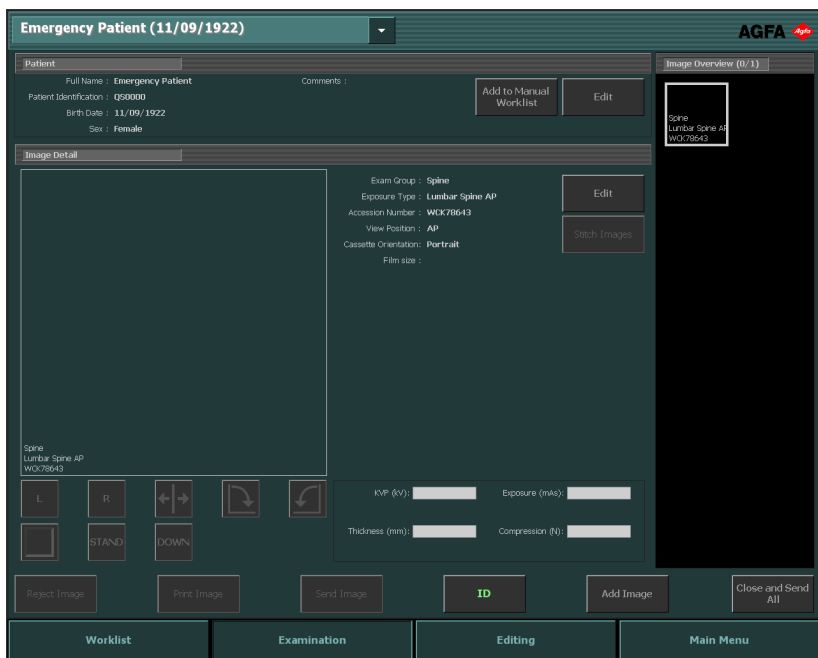 Emergency Patient (11/09/1922)
AGFA Agfa
Patient
Image Overview (0/1)
Full Name : Emergency Patient
Comments :
Patient Identification : QS0000
Birth Date : 11/09/1922
Sex : Female
Add to Manual
Worklist
Edit
Spine
Lumbar Spine AP
WCK78643
Image Detail
Exam Group : Spine
Exposure Type : Lumbar Spine AP
Accession Number : WCK78643
View Position : AP
Cassette Orientation: Portrait
Film size :
Edit
Stitch Images
Spine
Lumbar Spine AP
WCK78643
L
R
STAND
DOWN
KVP (kV):
Exposure (mAs):
Thickness (mm):
Compression (N):
Reject Image
Print Image
Send Image
ID
Add Image
Close and Send
All
Worklist
Examination
Editing
Main Menu